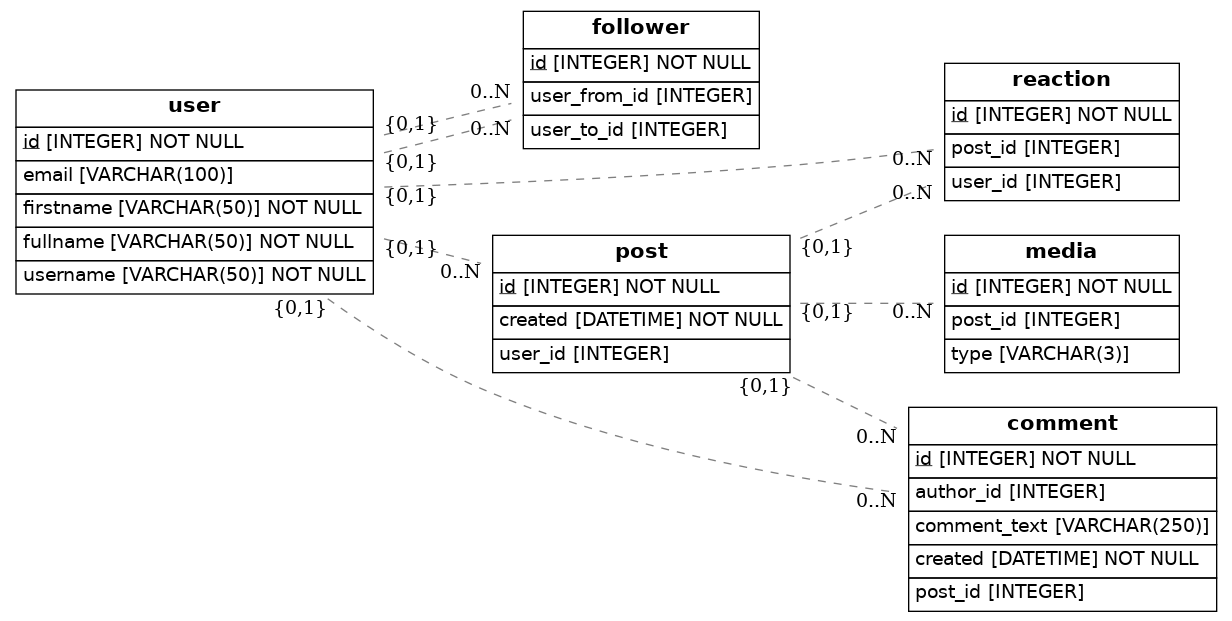 user
id [INTEGER] NOT NULL
email [VARCHAR(100)]
firstname [VARCHAR(50)] NOT NULL
fullname [VARCHAR(50)] NOT NULL
username [VARCHAR(50)] NOT NULL
follower
id [INTEGER] NOT NULL
user_from_id [INTEGER]
user_to_id [INTEGER]
0..N
{0,1}
0..N
{0,1}
0..N
{0,1}
reaction
id [INTEGER] NOT NULL
post_id [INTEGER]
user_id [INTEGER]
0..N
{0,1}
{0,1}
0..N
post
id [INTEGER] NOT NULL
created [DATETIME] NOT NULL
user_id [INTEGER]
media
id [INTEGER] NOT NULL
post_id [INTEGER]
type [VARCHAR(3)]
{0,1}
0..N
{0,1}
{0,1}
0..N
0..N
comment
id [INTEGER] NOT NULL
author_id [INTEGER]
comment_text [VARCHAR(250)]
created [DATETIME] NOT NULL
post_id [INTEGER]